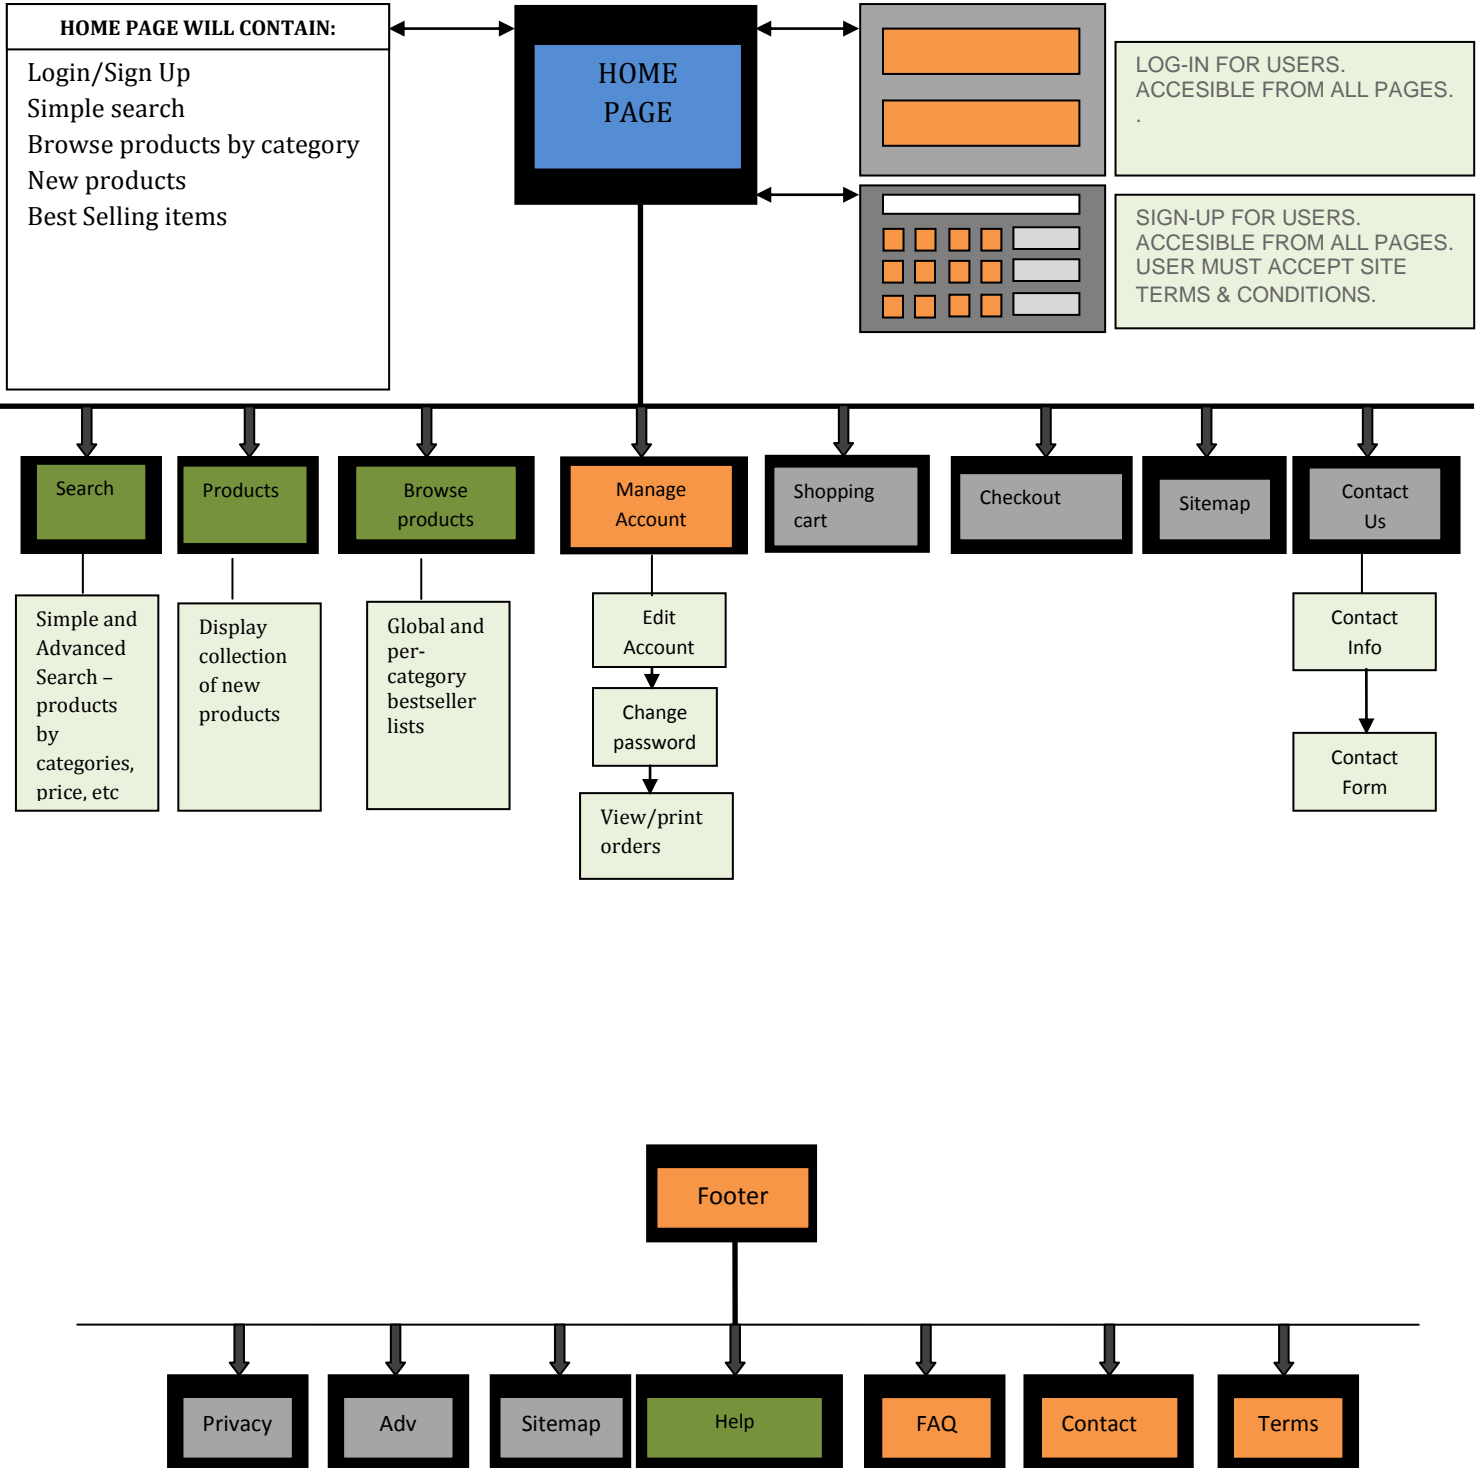 HOME PAGE WILL CONTAIN:
Login/Sign Up
Simple search
Browse products by category
New products
Best Selling items
HOME
PAGE
LOG-IN FOR USERS.
ACCESIBLE FROM ALL PAGES.
.
SIGN-UP FOR USERS.
ACCESIBLE FROM ALL PAGES.
USER MUST ACCEPT SITE
TERMS & CONDITIONS.
Search
Products
Browse
products
Manage
Account
Shopping
cart
Checkout
Sitemap
Contact
Us
Simple and
Advanced
Search –
products
by
categories,
price, etc
Display
collection
of new
products
Global and
per-
category
bestseller
lists
Edit
Account
Change
password
View/print
orders
Contact
Info
Contact
Form
Footer
Privacy
Adv
Sitemap
Help
FAQ
Contact
Terms